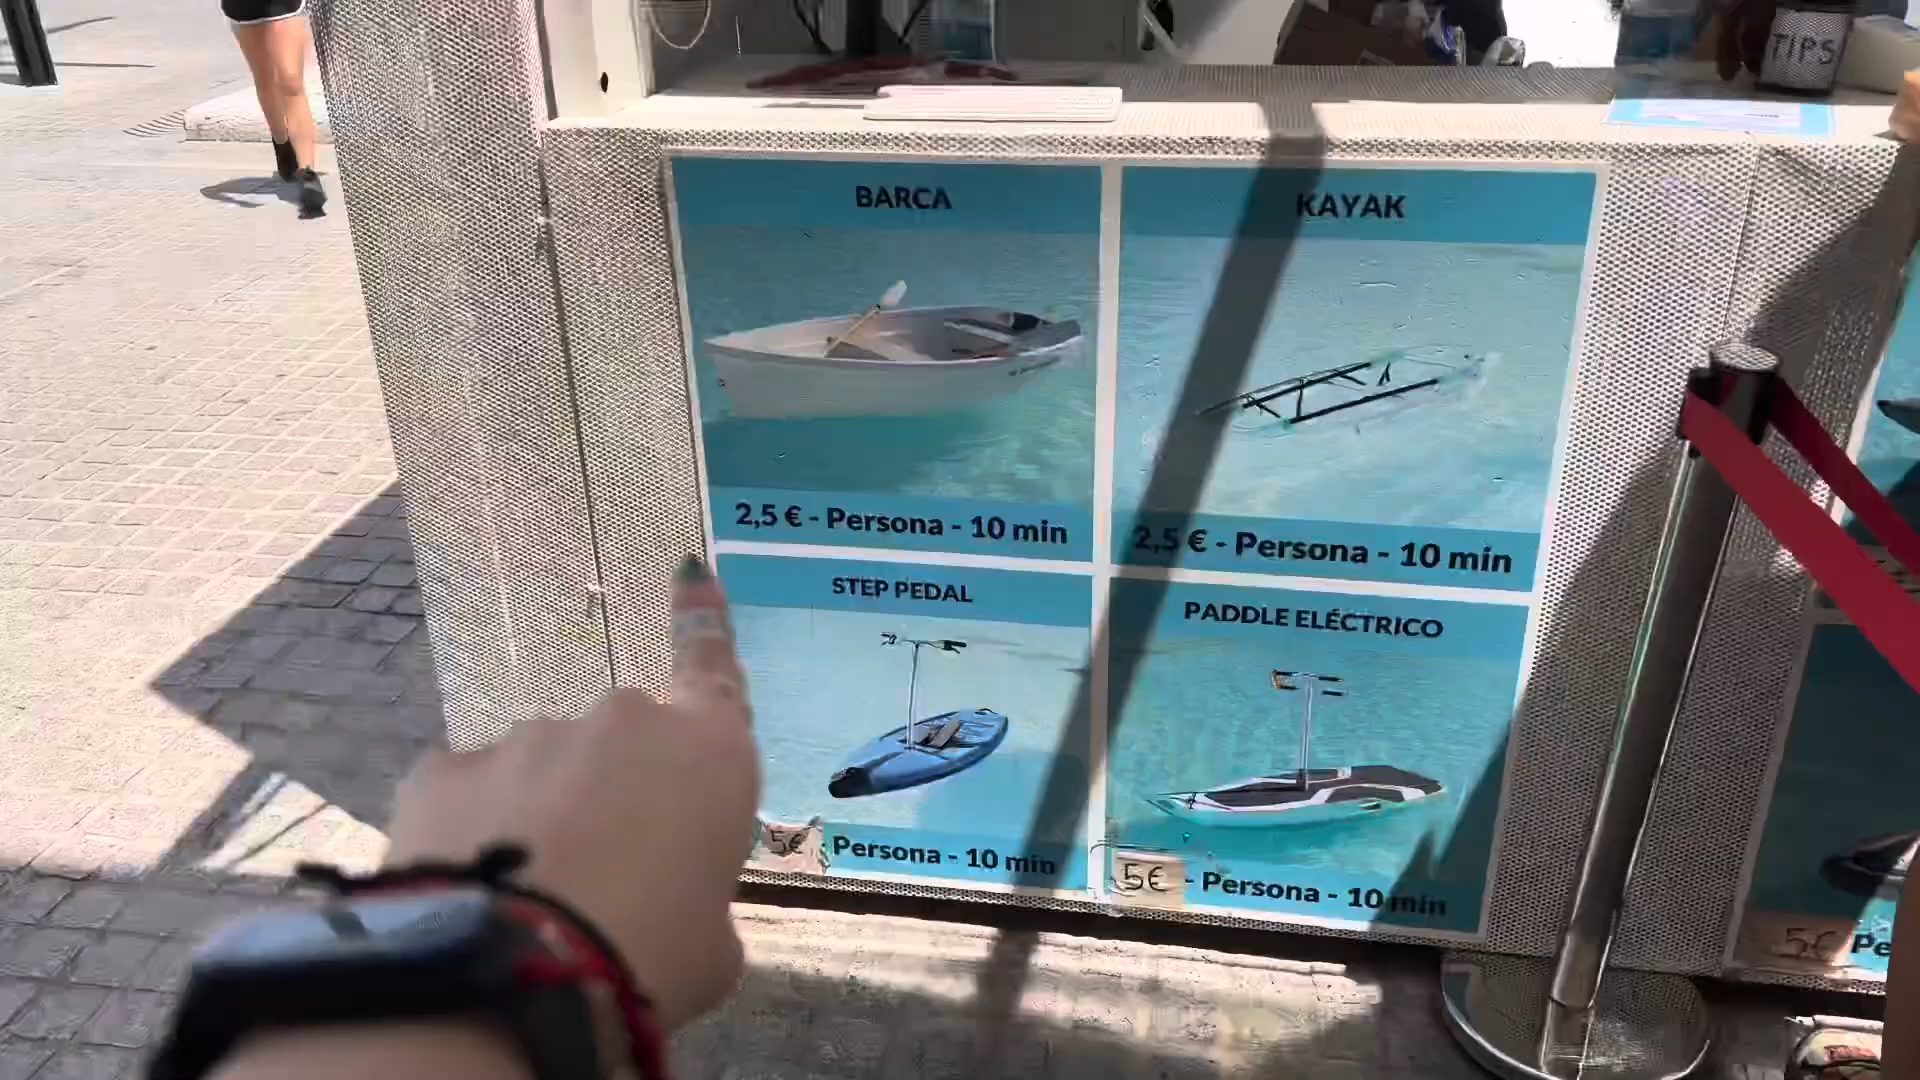 TIPS
BARCA
2,5 € - Persona - 10 min
KAYAK
2,5 € - Persona - 10 min
STEP PEDAL
5€ - Persona - 10 min
PADDLE ELÉCTRICO
5€ - Persona - 10 min
5€ Pe